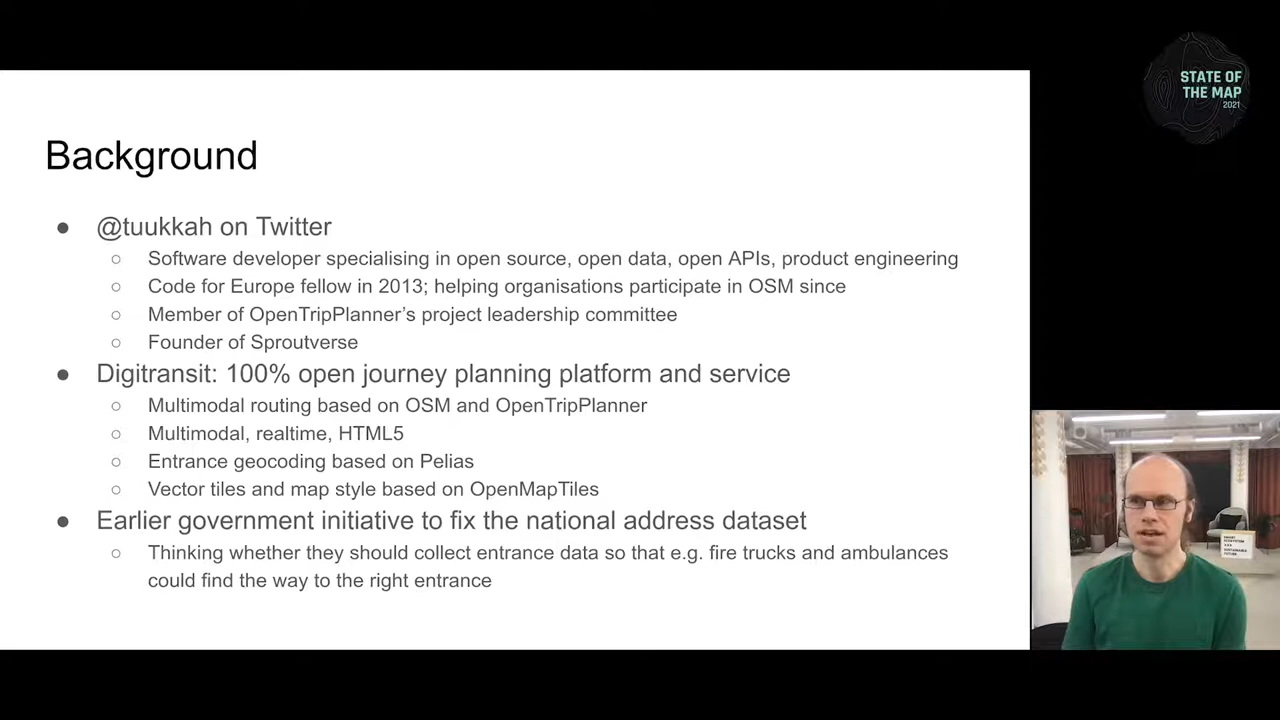 STATE OF
THE MAP
2021
Background
@tuukkah on Twitter
Software developer specialising in open source, open data, open APIs, product engineering
Code for Europe fellow in 2013; helping organisations participate in OSM since
Member of OpenTripPlanner’s project leadership committee
Founder of Sproutverse
Digitransit: 100% open journey planning platform and service
Multimodal routing based on OSM and OpenTripPlanner
Multimodal, realtime, HTML5
Entrance geocoding based on Pelias
Vector tiles and map style based on OpenMapTiles
Earlier government initiative to fix the national address dataset
Thinking whether they should collect entrance data so that e.g. fire trucks and ambulances
could find the way to the right entrance